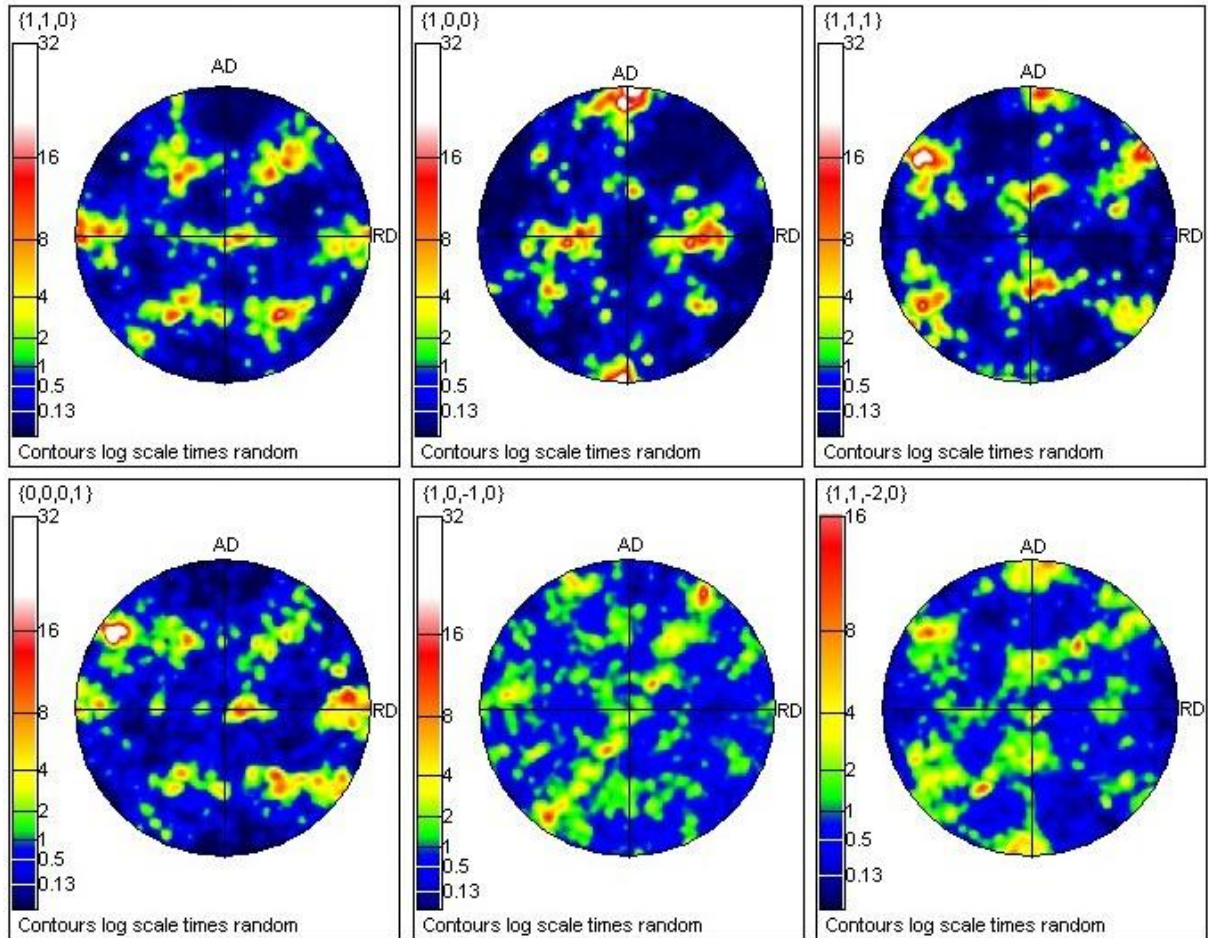 {1,1,0}
32
16
8
4
2
1
0.5
0.13
AD
RD
Contours log scale times random
{1,0,0}
32
16
8
4
2
1
0.5
0.13
AD
RD
Contours log scale times random
{1,1,1}
32
16
8
4
2
1
0.5
0.13
AD
RD
Contours log scale times random
{0,0,0,1}
32
16
8
4
2
1
0.5
0.13
AD
RD
Contours log scale times random
{1,0,-1,0}
32
16
8
4
2
1
0.5
0.13
AD
RD
Contours log scale times random
{1,1,-2,0}
16
8
4
2
1
0.5
0.13
AD
RD
Contours log scale times random